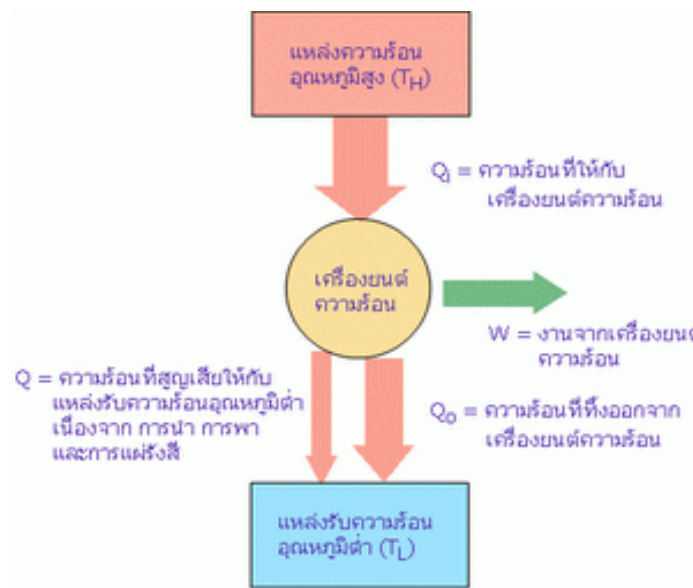 แหล่งความร้อน
อุณหภูมิสูง (T_H)
Q_i = ความร้อนที่ให้กับ
เครื่องยนต์ความร้อน
เครื่องยนต์
ความร้อน
W = งานจากเครื่องยนต์
ความร้อน
Q = ความร้อนที่สูญเสียให้กับ
แหล่งรับความร้อนอุณหภูมิต่ำ
เนื่องจาก การนำ การพา
และการแผ่รังสี
Q_o = ความร้อนที่ทิ้งออกจาก
เครื่องยนต์ความร้อน
แหล่งรับความร้อน
อุณหภูมิต่ำ (T_L)